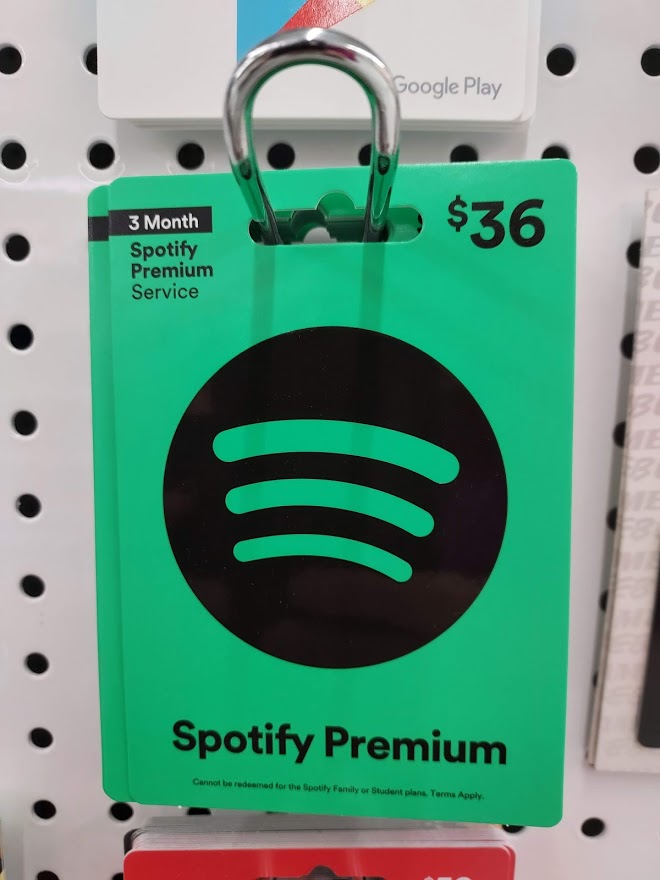 Google Play
3 Month
$36
Spotify
Premium
Service
Spotify Premium
Cannot be redeemed for the Spotify Family or Student plans. Terms Apply.